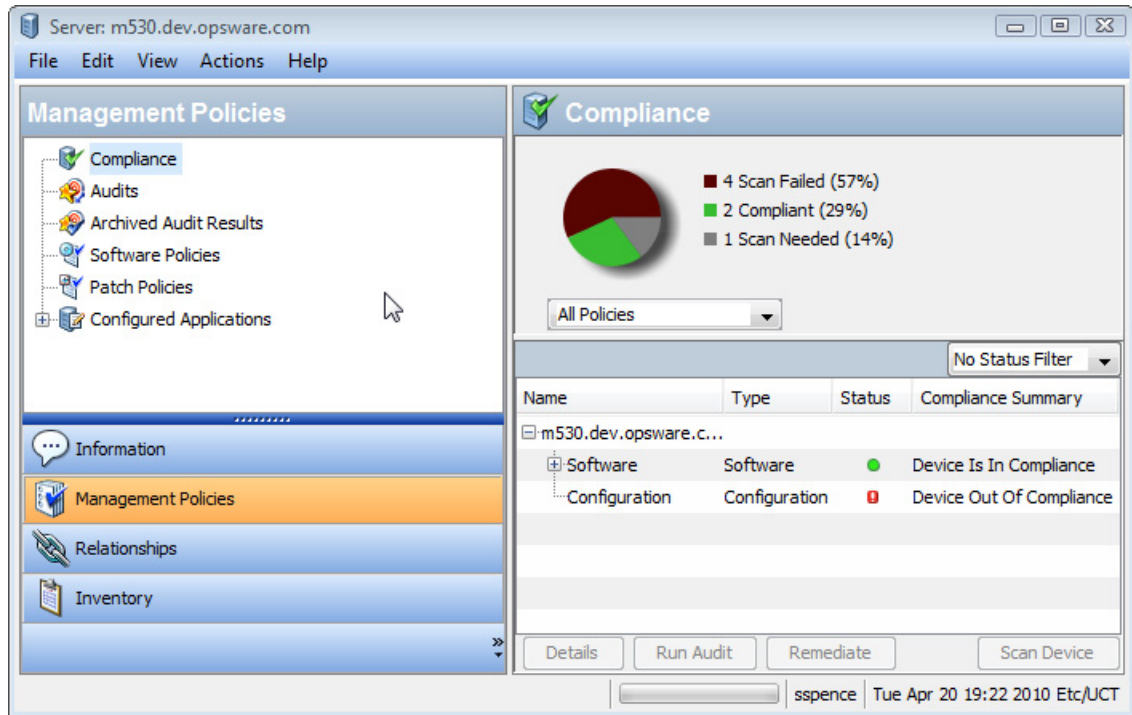 Server: m530.dev.opsware.com
File Edit View Actions Help
Management Policies
Compliance
Audits
Archived Audit Results
Software Policies
Patch Policies
Configured Applications
Information
Management Policies
Relationships
Inventory
Compliance
4 Scan Failed (57%)
2 Compliant (29%)
1 Scan Needed (14%)
All Policies
No Status Filter
Name Type Status Compliance Summary
m530.dev.opsware.c...
Software Software Device Is In Compliance
Configuration Configuration Device Out Of Compliance
Details Run Audit Remediate Scan Device
sspence Tue Apr 20 19:22 2010 Etc/UCT